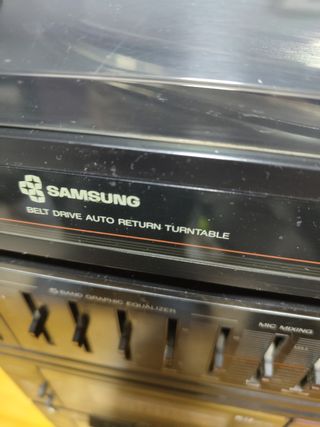 SAMSUNG
BELT DRIVE AUTO RETURN TURNTABLE
5 BAND GRAPHIC EQUALIZER
MIC MIXING